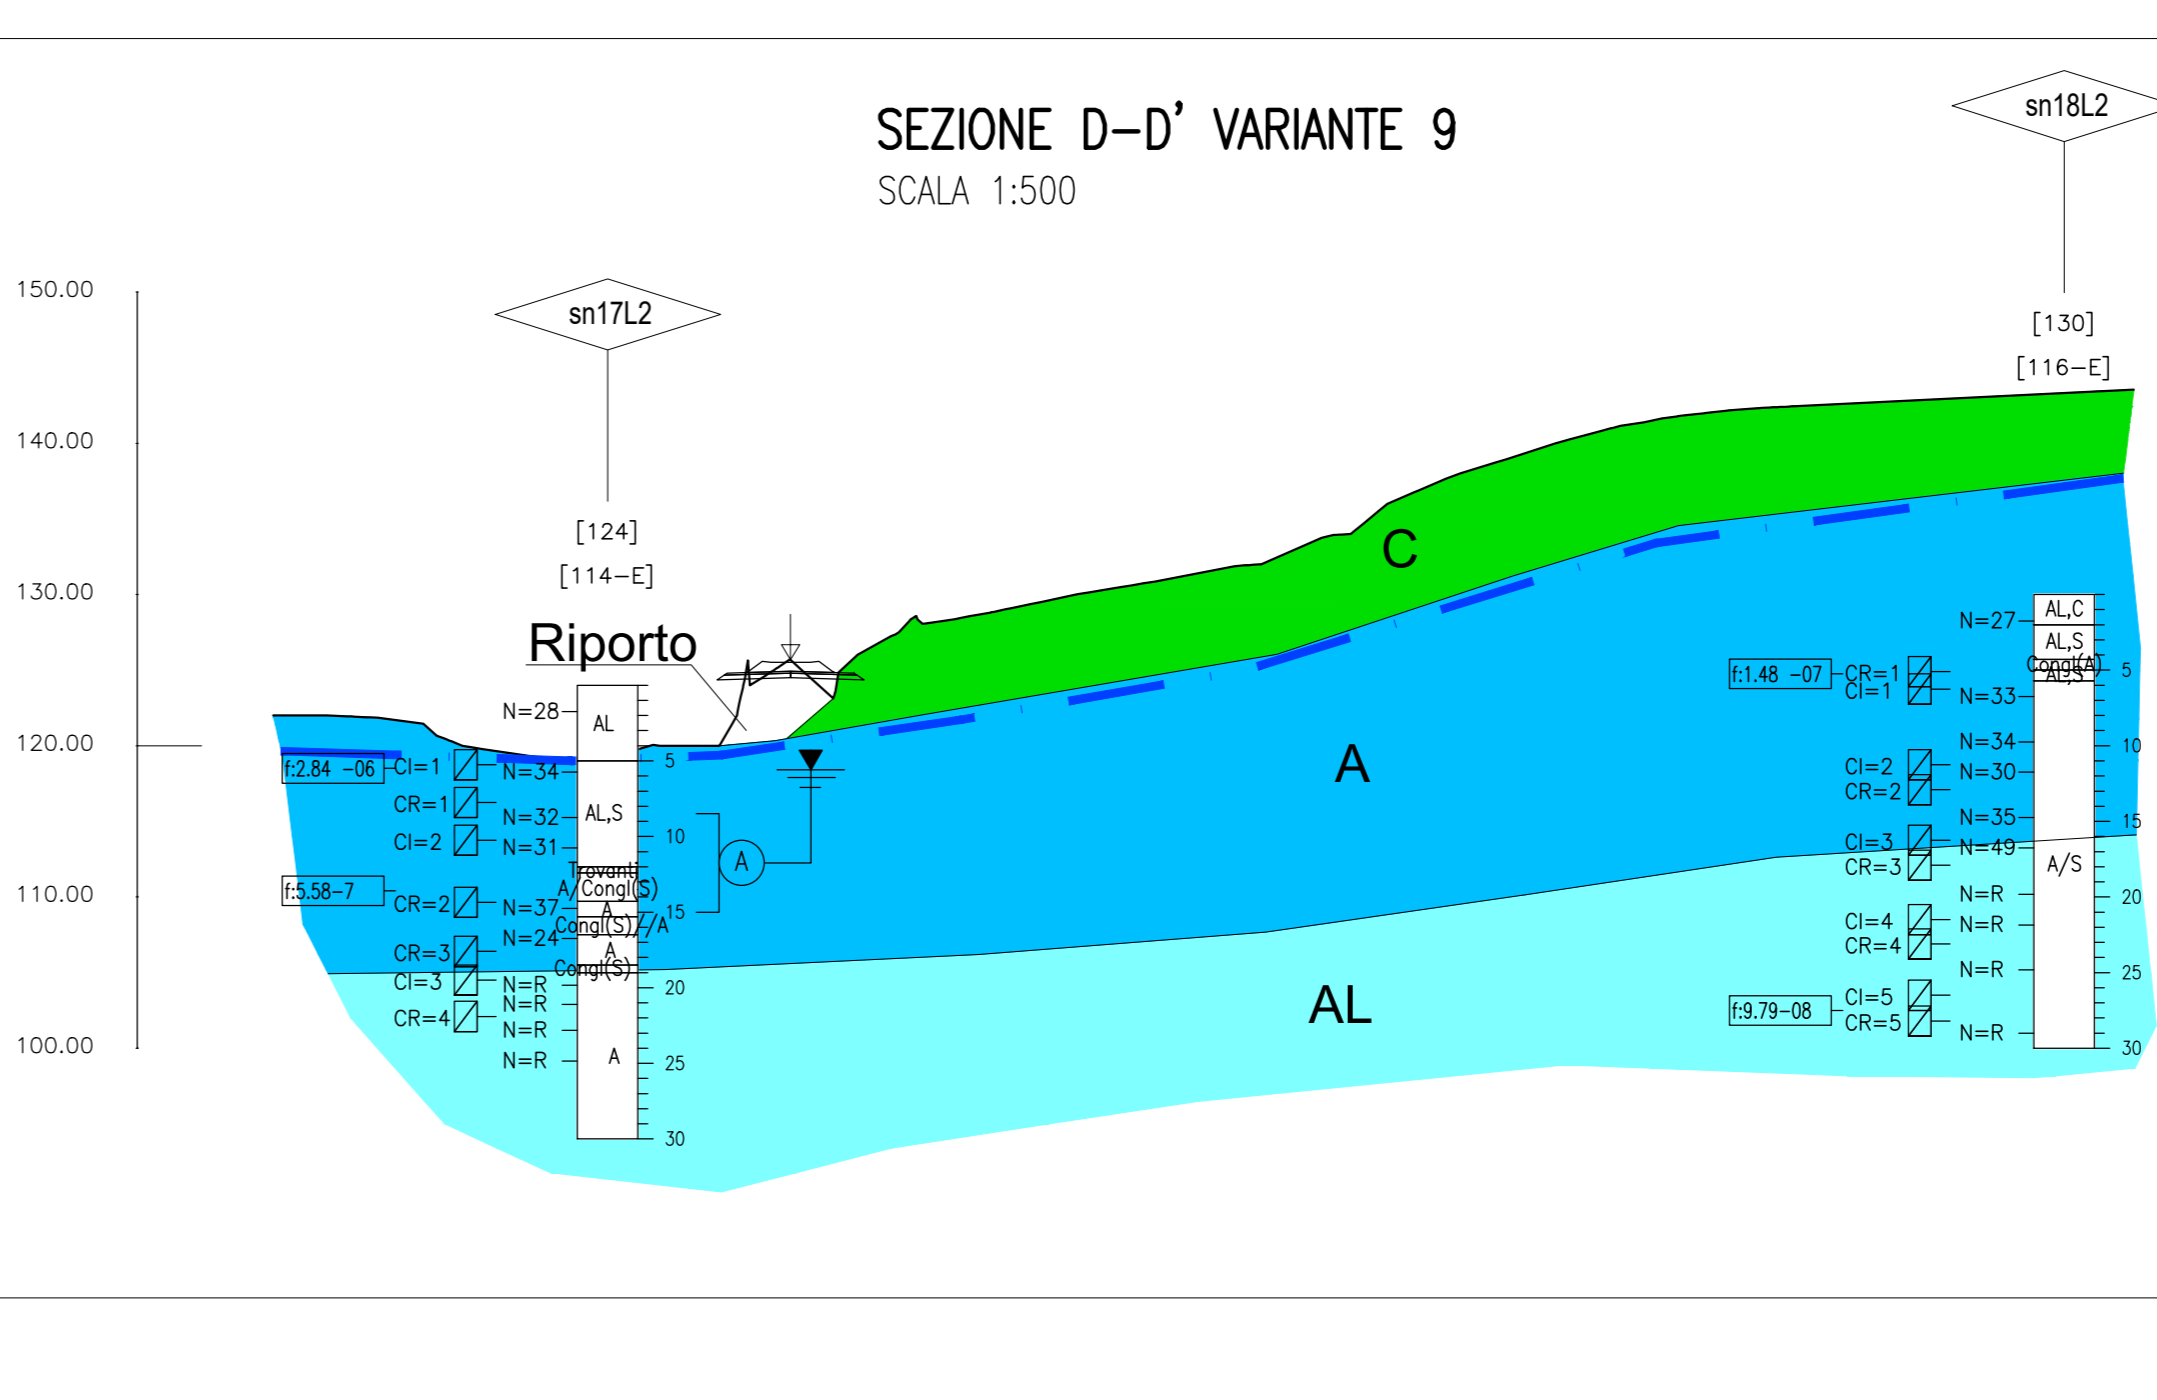 SEZIONE D-D' VARIANTE 9
SCALA 1:500
sn18L2
[130]
[116-E]
sn17L2
[124]
[114-E]
150.00
140.00
130.00
120.00
110.00
100.00
Riporto
C
A
AL
f:2.84 -06
f:5.58-7
CI=1
CR=1
CI=2
CR=2
CR=3
CI=3
CR=4
N=28
N=34
N=32
N=31
N=37
N=24
N=R
N=R
N=R
N=R
AL
AL,S
Trovanti
A/Congl(S)
A
Congl(S)//A
A
Congl(S)
A
5
10
15
20
25
30
A
f:1.48 -07
f:9.79-08
CR=1
CI=1
CI=2
CR=2
CI=3
CR=3
CI=4
CR=4
CI=5
CR=5
N=27
N=33
N=34
N=30
N=35
N=49
N=R
N=R
N=R
N=R
AL,C
AL,S
Congl(A)
AL,S
A/S
5
10
15
20
25
30